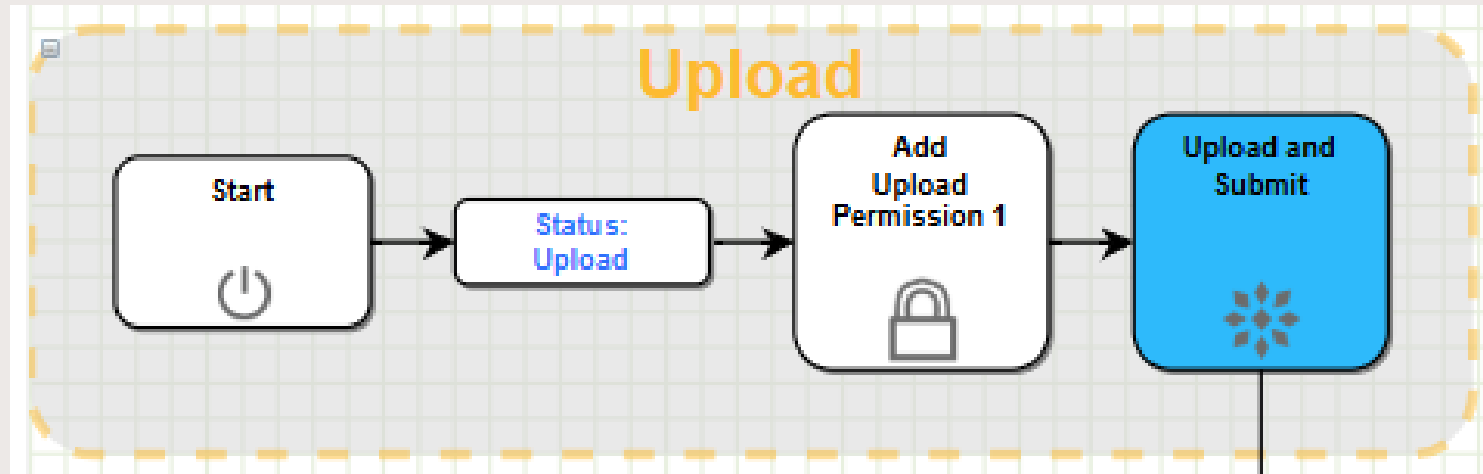 Upload
Start
Status:
Upload
Add
Upload
Permission 1
Upload and
Submit